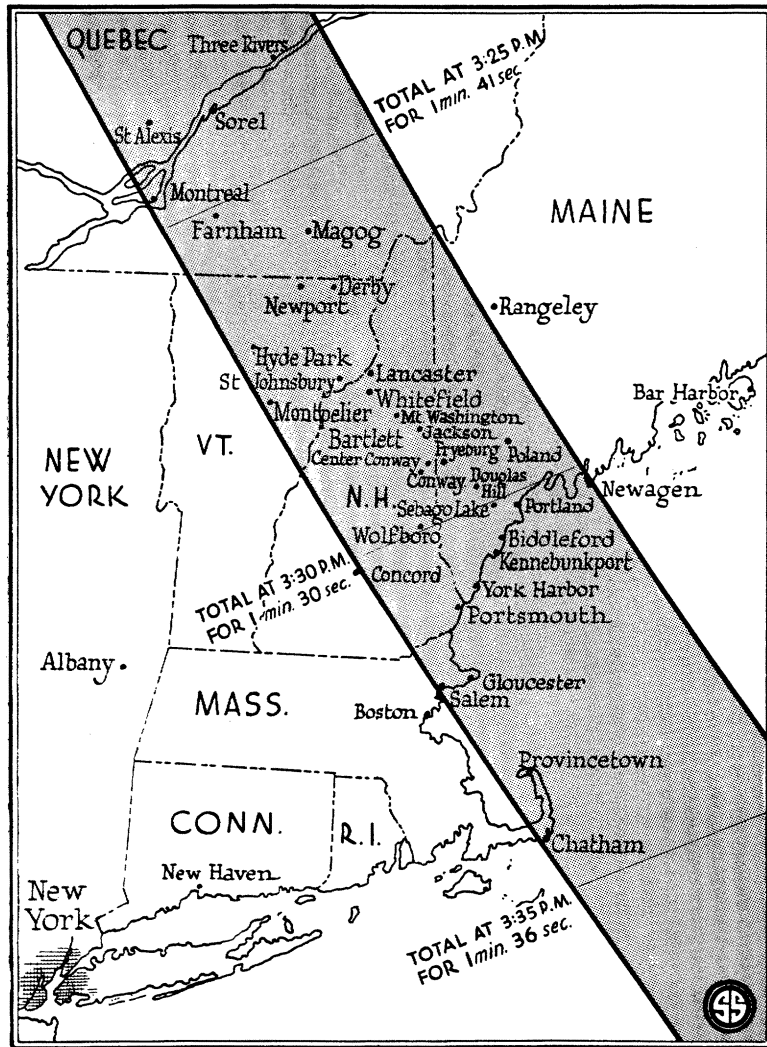 QUEBEC
Three Rivers
TOTAL AT 3:25 P.M.
FOR 1 min. 41 sec.
St Alexis
Sorel
Montreal
Farnham
Magog
MAINE
Newport
Derby
Rangeley
Hyde Park
St Johnsbury
Lancaster
Whitefield
Bar Harbor
Montpelier
Mt Washington
VT.
Bartlett
Jackson
Fryeburg
Poland
NEW
YORK
Center Conway
Conway
Douglas
Hill
Newagen
N.H.
Sebago Lake
Portland
Wolfboro
Biddleford
Kennebunkport
TOTAL AT 3:30 P.M.
FOR 1 min. 30 sec.
Concord
York Harbor
Portsmouth
Albany
Gloucester
MASS.
Salem
Boston
Provincetown
CONN.
R.I.
Chatham
New Haven
New
York
TOTAL AT 3:35 P.M.
FOR 1 min. 36 sec.
SS